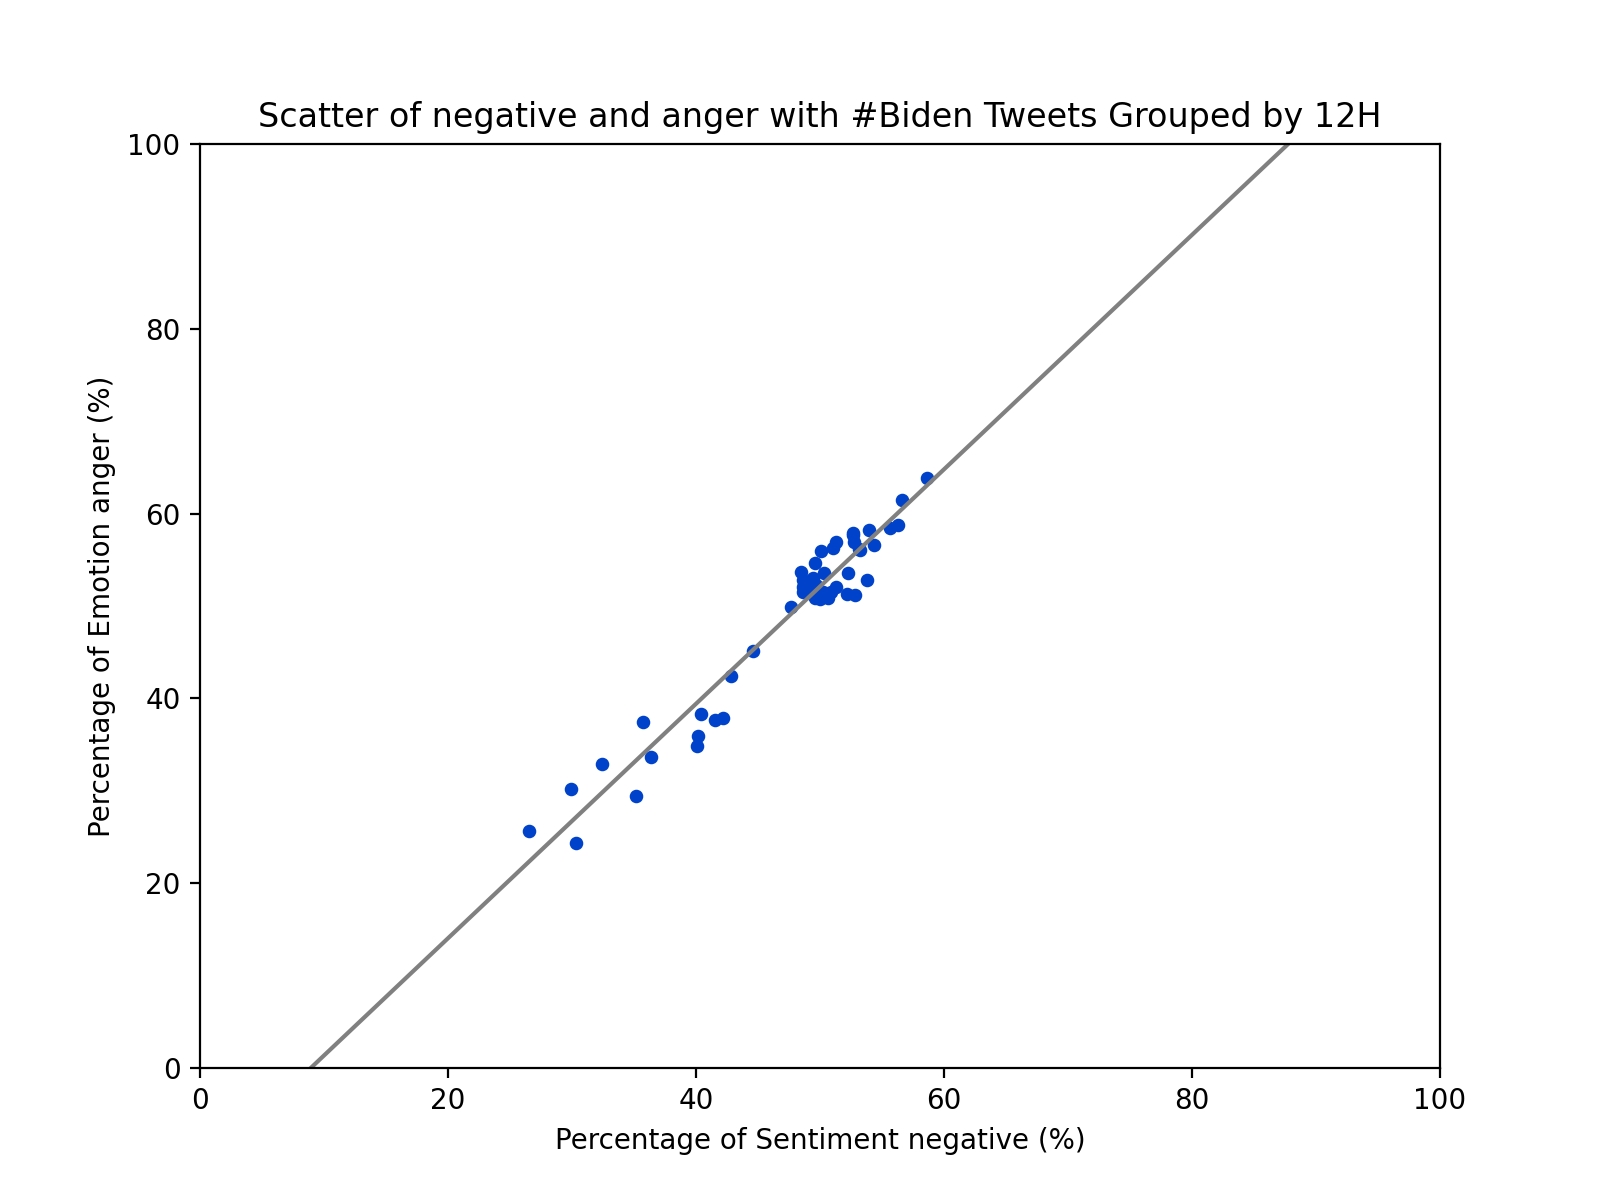 Scatter of negative and anger with #Biden Tweets Grouped by 12H
100
80
60
40
20
0
Percentage of Emotion anger (%)
0 20 40 60 80 100
Percentage of Sentiment negative (%)